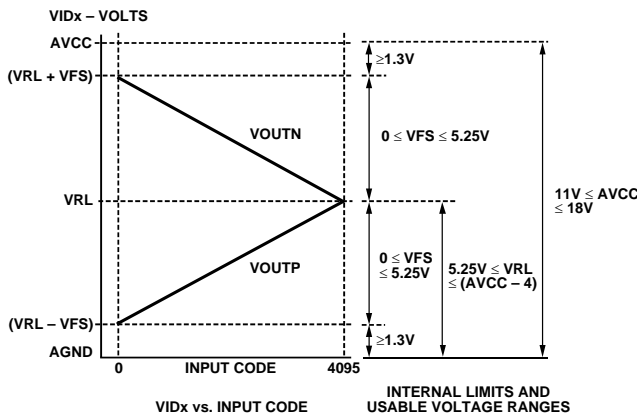 VIDx – VOLTS
AVCC
≥1.3V
(VRL + VFS)
VOUTN
0 ≤ VFS ≤ 5.25V
11V ≤ AVCC
≤ 18V
VRL
VOUTP
0 ≤ VFS
≤ 5.25V
5.25V ≤ VRL
≤ (AVCC – 4)
(VRL – VFS)
≥1.3V
AGND
0
INPUT CODE
4095
VIDx vs. INPUT CODE
INTERNAL LIMITS AND
USABLE VOLTAGE RANGES